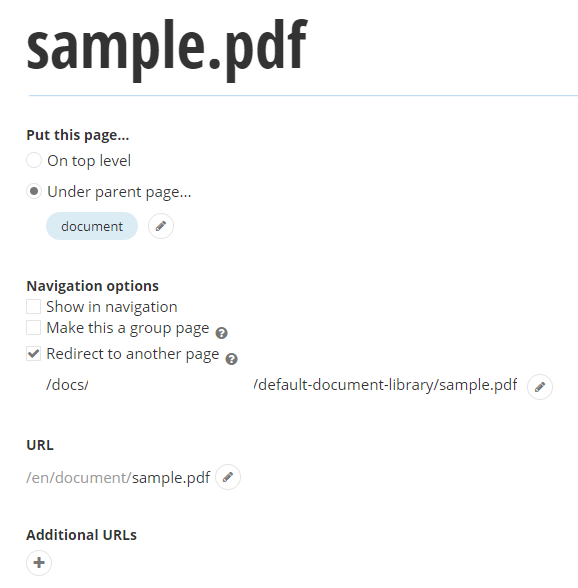 sample.pdf
Put this page...
On top level
Under parent page...
document
Navigation options
Show in navigation
Make this a group page ?
Redirect to another page ?
/docs/ /default-document-library/sample.pdf
URL
/en/document/sample.pdf
Additional URLs